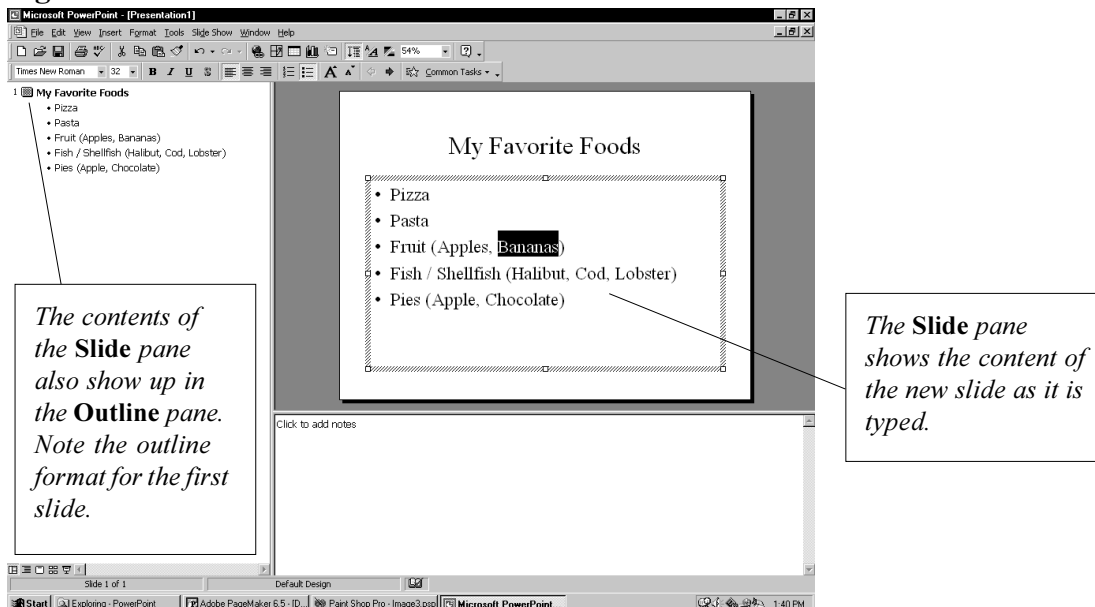 Microsoft PowerPoint - [Presentation1]
File Edit View Insert Format Tools Slide Show Window Help
54%
Times New Roman 32 B I U S A A Common Tasks
1 My Favorite Foods
• Pizza
• Pasta
• Fruit (Apples, Bananas)
• Fish / Shellfish (Halibut, Cod, Lobster)
• Pies (Apple, Chocolate)
My Favorite Foods
• Pizza
• Pasta
• Fruit (Apples, Bananas)
• Fish / Shellfish (Halibut, Cod, Lobster)
• Pies (Apple, Chocolate)
The contents of
the Slide pane
also show up in
the Outline pane.
Note the outline
format for the first
slide.
The Slide pane
shows the content of
the new slide as it is
typed.
Click to add notes
Slide 1 of 1 Default Design
Start Exploring - PowerPoint Adobe PageMaker 6.5 - [D... Paint Shop Pro - Image3.psp Microsoft PowerPoint 1:40 PM